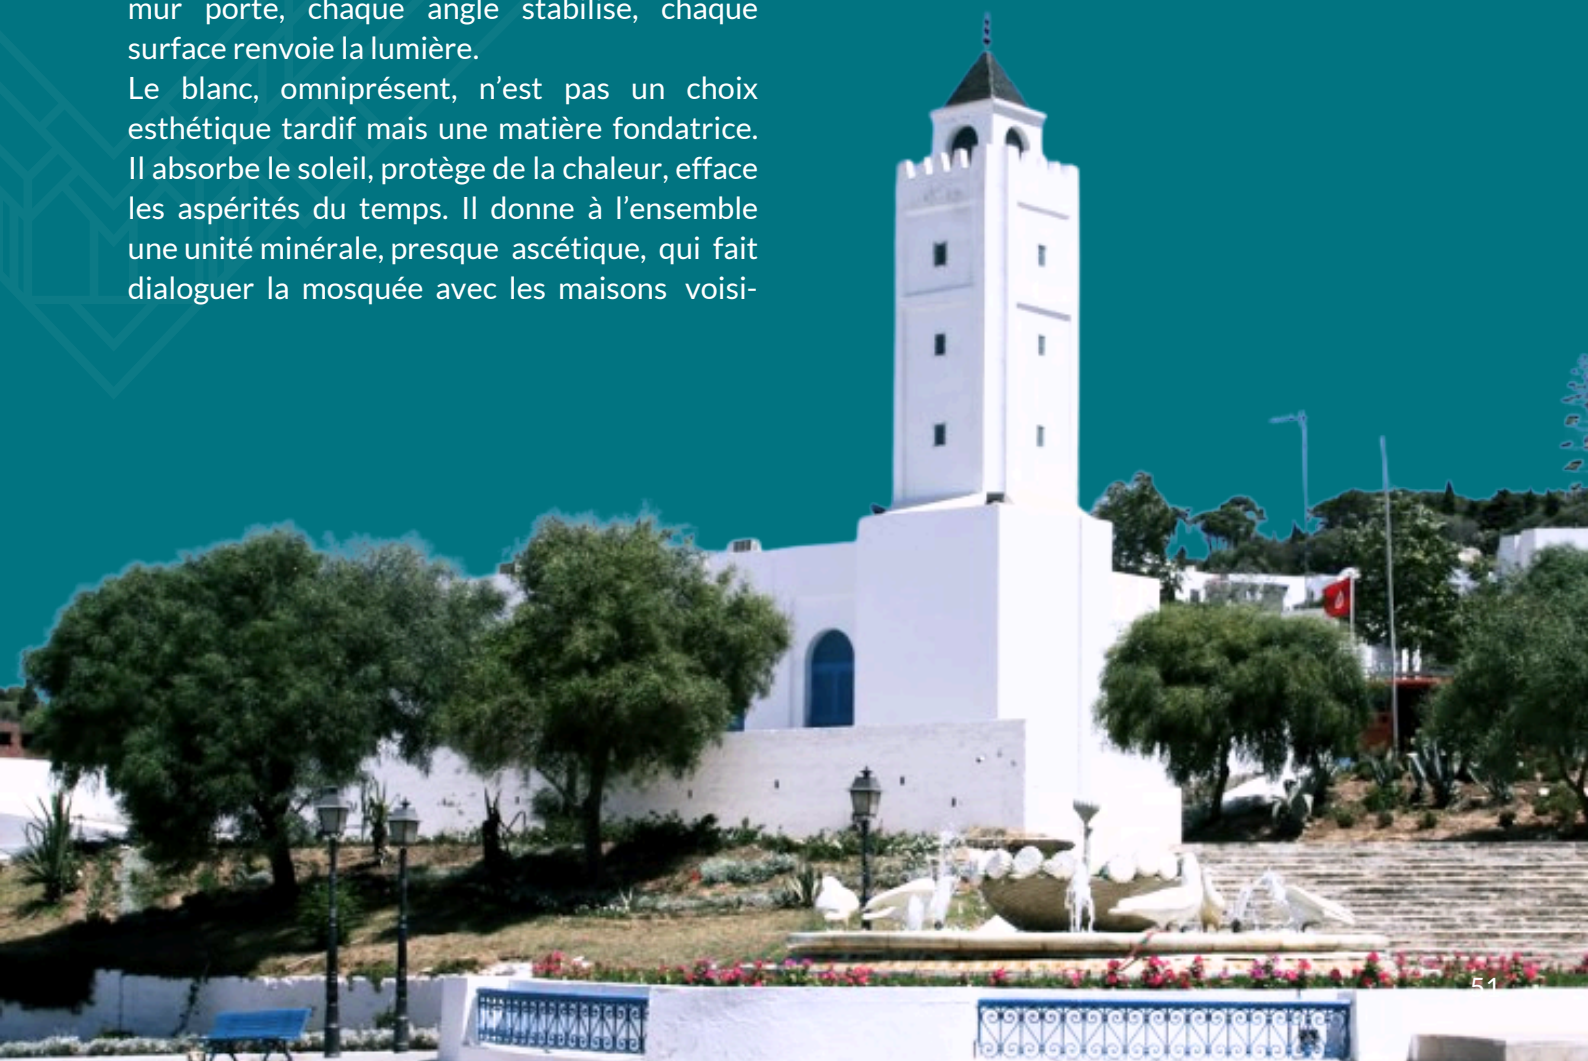 mur porte, chaque angle stabilise, chaque
surface renvoie la lumière.
Le blanc, omniprésent, n’est pas un choix
esthétique tardif mais une matière fondatrice.
Il absorbe le soleil, protège de la chaleur, efface
les aspérités du temps. Il donne à l’ensemble
une unité minérale, presque ascétique, qui fait
dialoguer la mosquée avec les maisons voisi-
51